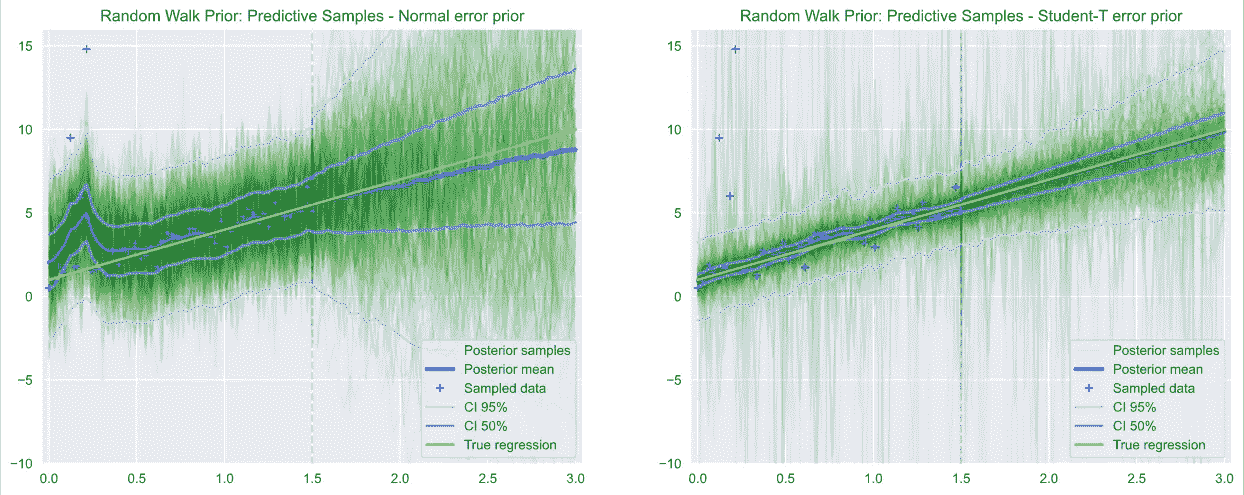 Random Walk Prior: Predictive Samples - Normal error prior
15
10
5
0
−5
−10
0.0 0.5 1.0 1.5 2.0 2.5 3.0
Posterior samples
Posterior mean
Sampled data
CI 95%
CI 50%
True regression
Random Walk Prior: Predictive Samples - Student-T error prior
15
10
5
0
−5
−10
0.0 0.5 1.0 1.5 2.0 2.5 3.0
Posterior samples
Posterior mean
Sampled data
CI 95%
CI 50%
True regression